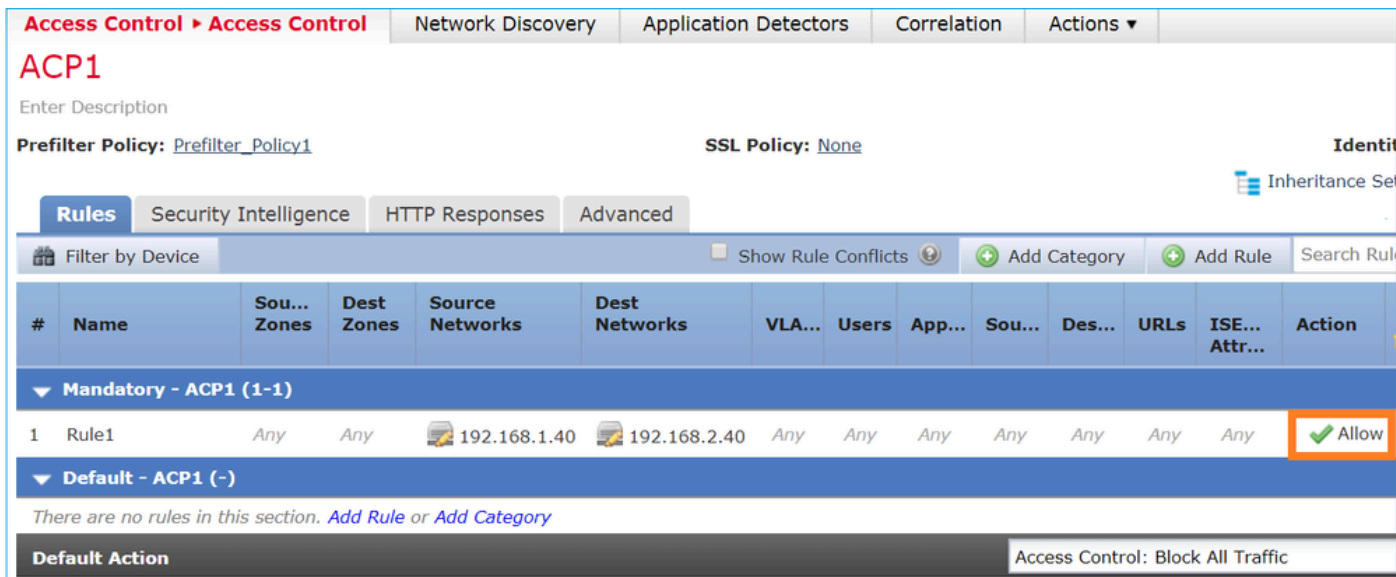 Access Control ▸ Access Control Network Discovery Application Detectors Correlation Actions ▾
ACP1
Enter Description
Prefilter Policy: Prefilter_Policy1 SSL Policy: None Identit
Inheritance Set
Rules Security Intelligence HTTP Responses Advanced
Filter by Device Show Rule Conflicts ? Add Category Add Rule Search Rule
# Name Sou... Zones Dest Zones Source Networks Dest Networks VLA... Users App... Sou... Des... URLs ISE... Attr... Action
Mandatory - ACP1 (1-1)
1 Rule1 Any Any 192.168.1.40 192.168.2.40 Any Any Any Any Any Any Any Allow
Default - ACP1 (-)
There are no rules in this section. Add Rule or Add Category
Default Action Access Control: Block All Traffic